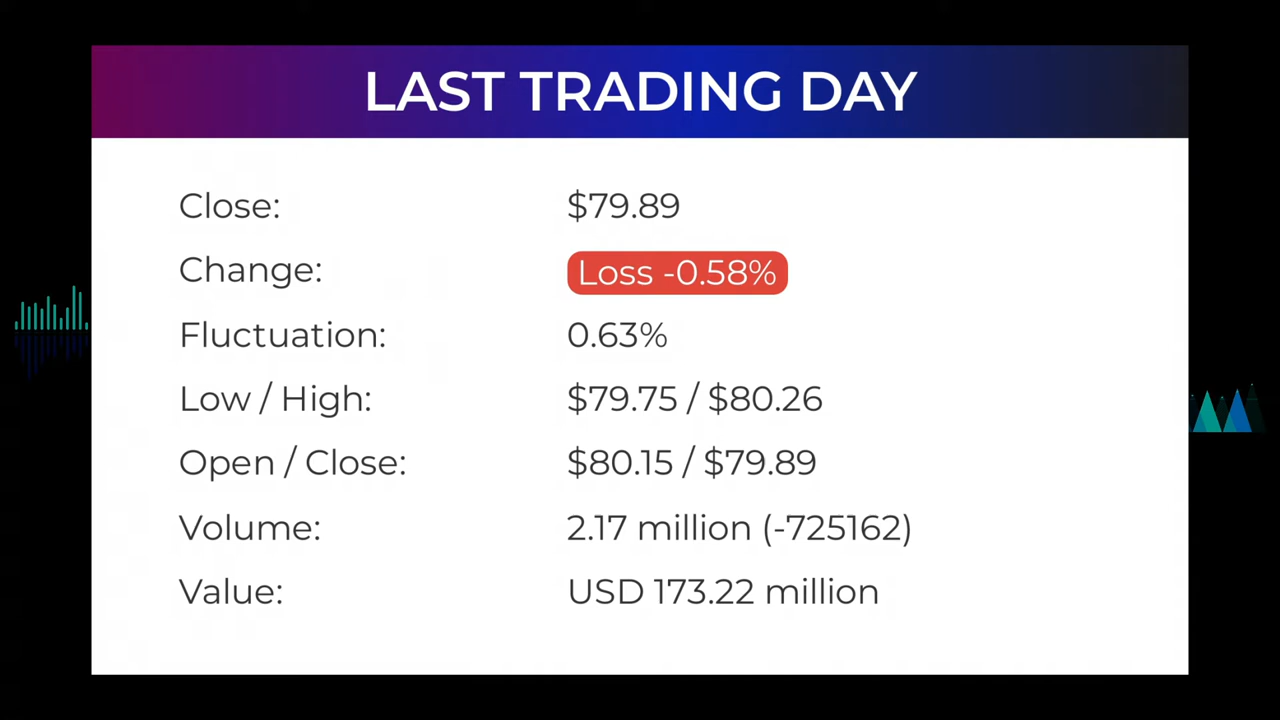 LAST TRADING DAY
Close: $79.89
Change: Loss -0.58%
Fluctuation: 0.63%
Low / High: $79.75 / $80.26
Open / Close: $80.15 / $79.89
Volume: 2.17 million (-725162)
Value: USD 173.22 million